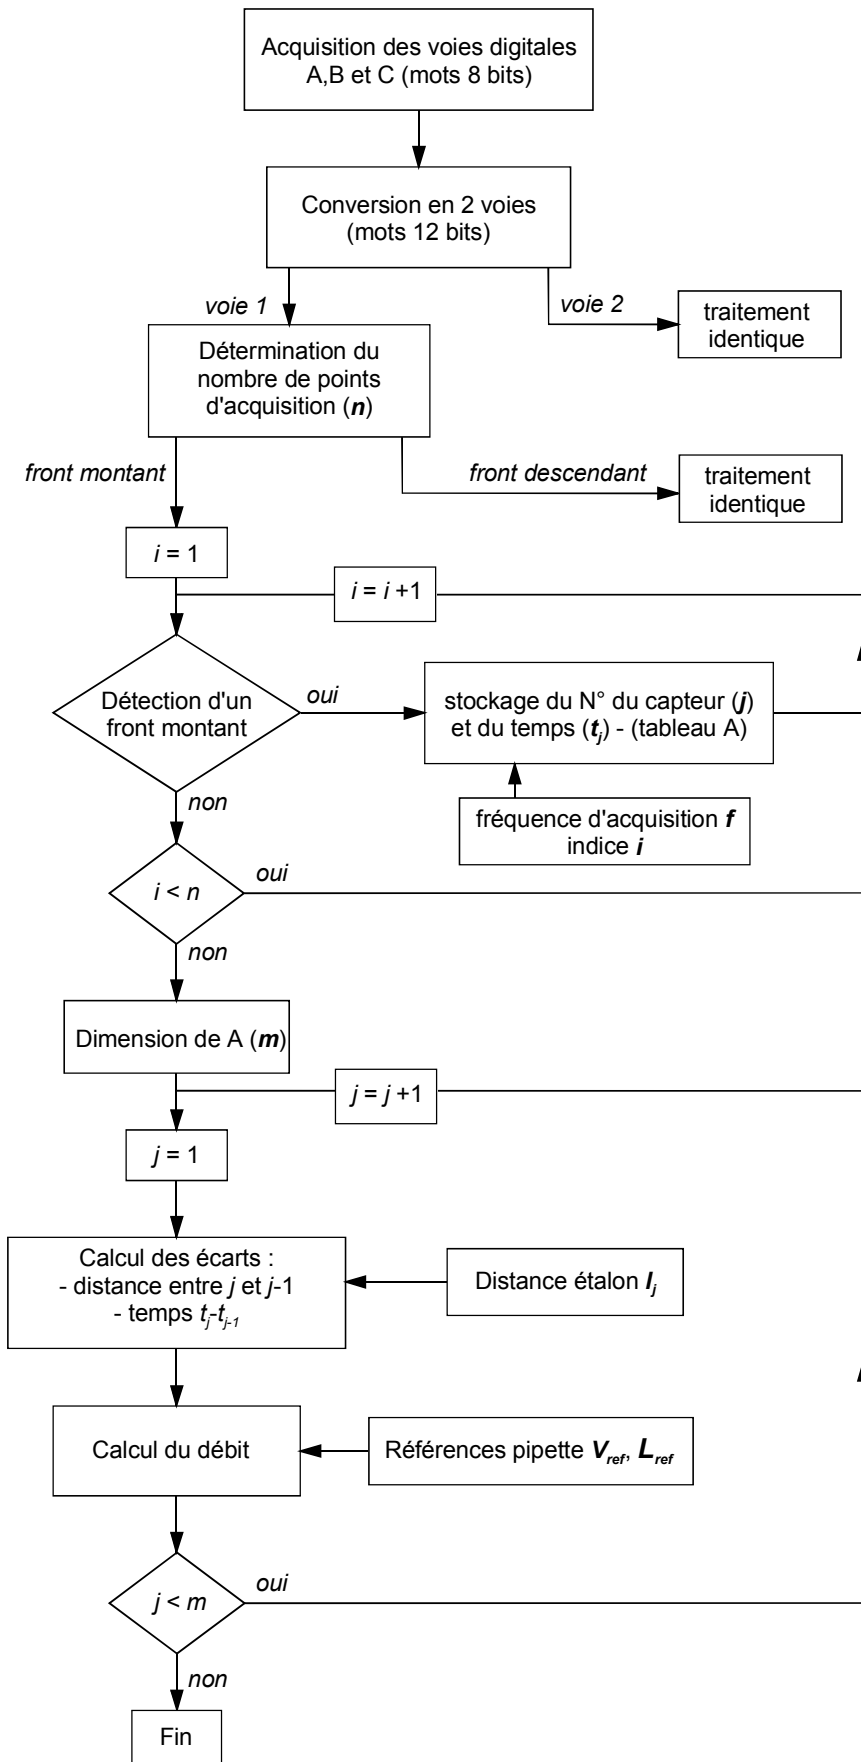 Acquisition des voies digitales
A,B et C (mots 8 bits)
Conversion en 2 voies
(mots 12 bits)
voie 1
voie 2
traitement
identique
Détermination du
nombre de points
d'acquisition (n)
front montant
front descendant
traitement
identique
i = 1
i = i +1
Détection d'un
front montant
oui
stockage du N° du capteur (j)
et du temps (tj) - (tableau A)
non
fréquence d'acquisition f
indice i
i < n
oui
non
Dimension de A (m)
j = j +1
j = 1
Calcul des écarts :
- distance entre j et j-1
- temps tj-tj-1
Distance étalon lj
Calcul du débit
Références pipette Vref, Lref
j < m
oui
non
Fin